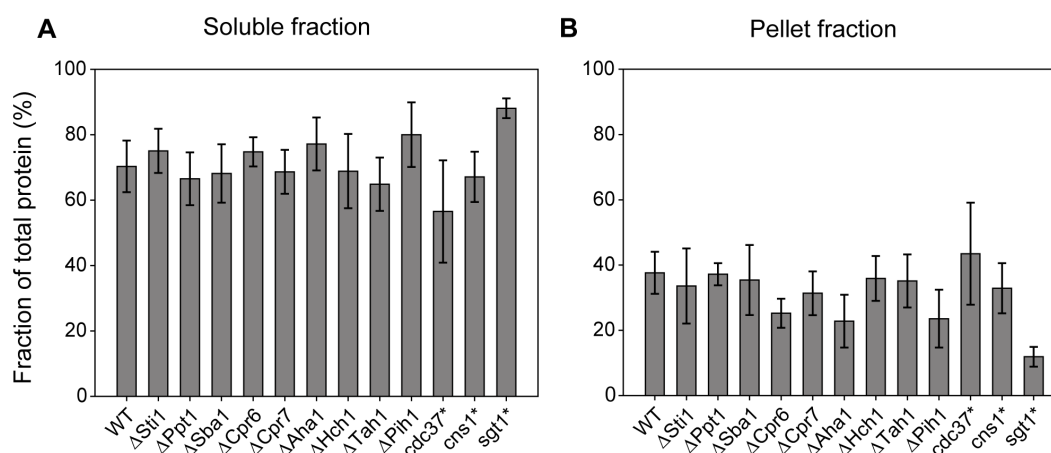 A Soluble fraction
B Pellet fraction
Fraction of total protein (%)
100
80
60
40
20
0
WT
ΔSti1
ΔPpt1
ΔSba1
ΔCpr6
ΔCpr7
ΔAha1
ΔHch1
ΔTah1
ΔPih1
cdc37*
cns1*
sgt1*
100
80
60
40
20
0
WT
ΔSti1
ΔPpt1
ΔSba1
ΔCpr6
ΔCpr7
ΔAha1
ΔHch1
ΔTah1
ΔPih1
cdc37*
cns1*
sgt1*